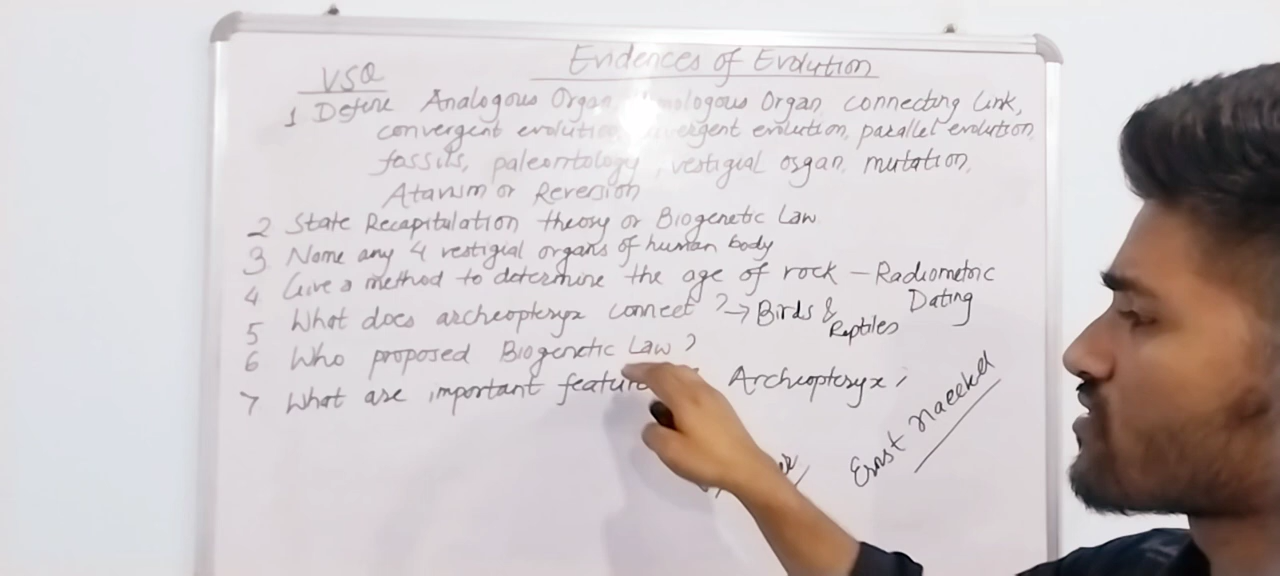 Evidences of Evolution
VSQ
1 Define Analogous Organ, Homologous Organ, connecting Link,
convergent evolution, evolution, parallel evolution
fossils, paleontology, vestigial organ, mutation,
Atavism or Reversion
2 State Recapitulation theory or Biogenetic Law
3 Name any 4 vestigial organs of human body
4 Give a method to determine the age of rock – Radiometric
Dating
5 What does archeopteryx connect ? → Birds &
Reptiles
6 Who proposed Biogenetic Law ?
7 What are important Archeopteryx ;
Ernst Haeckel